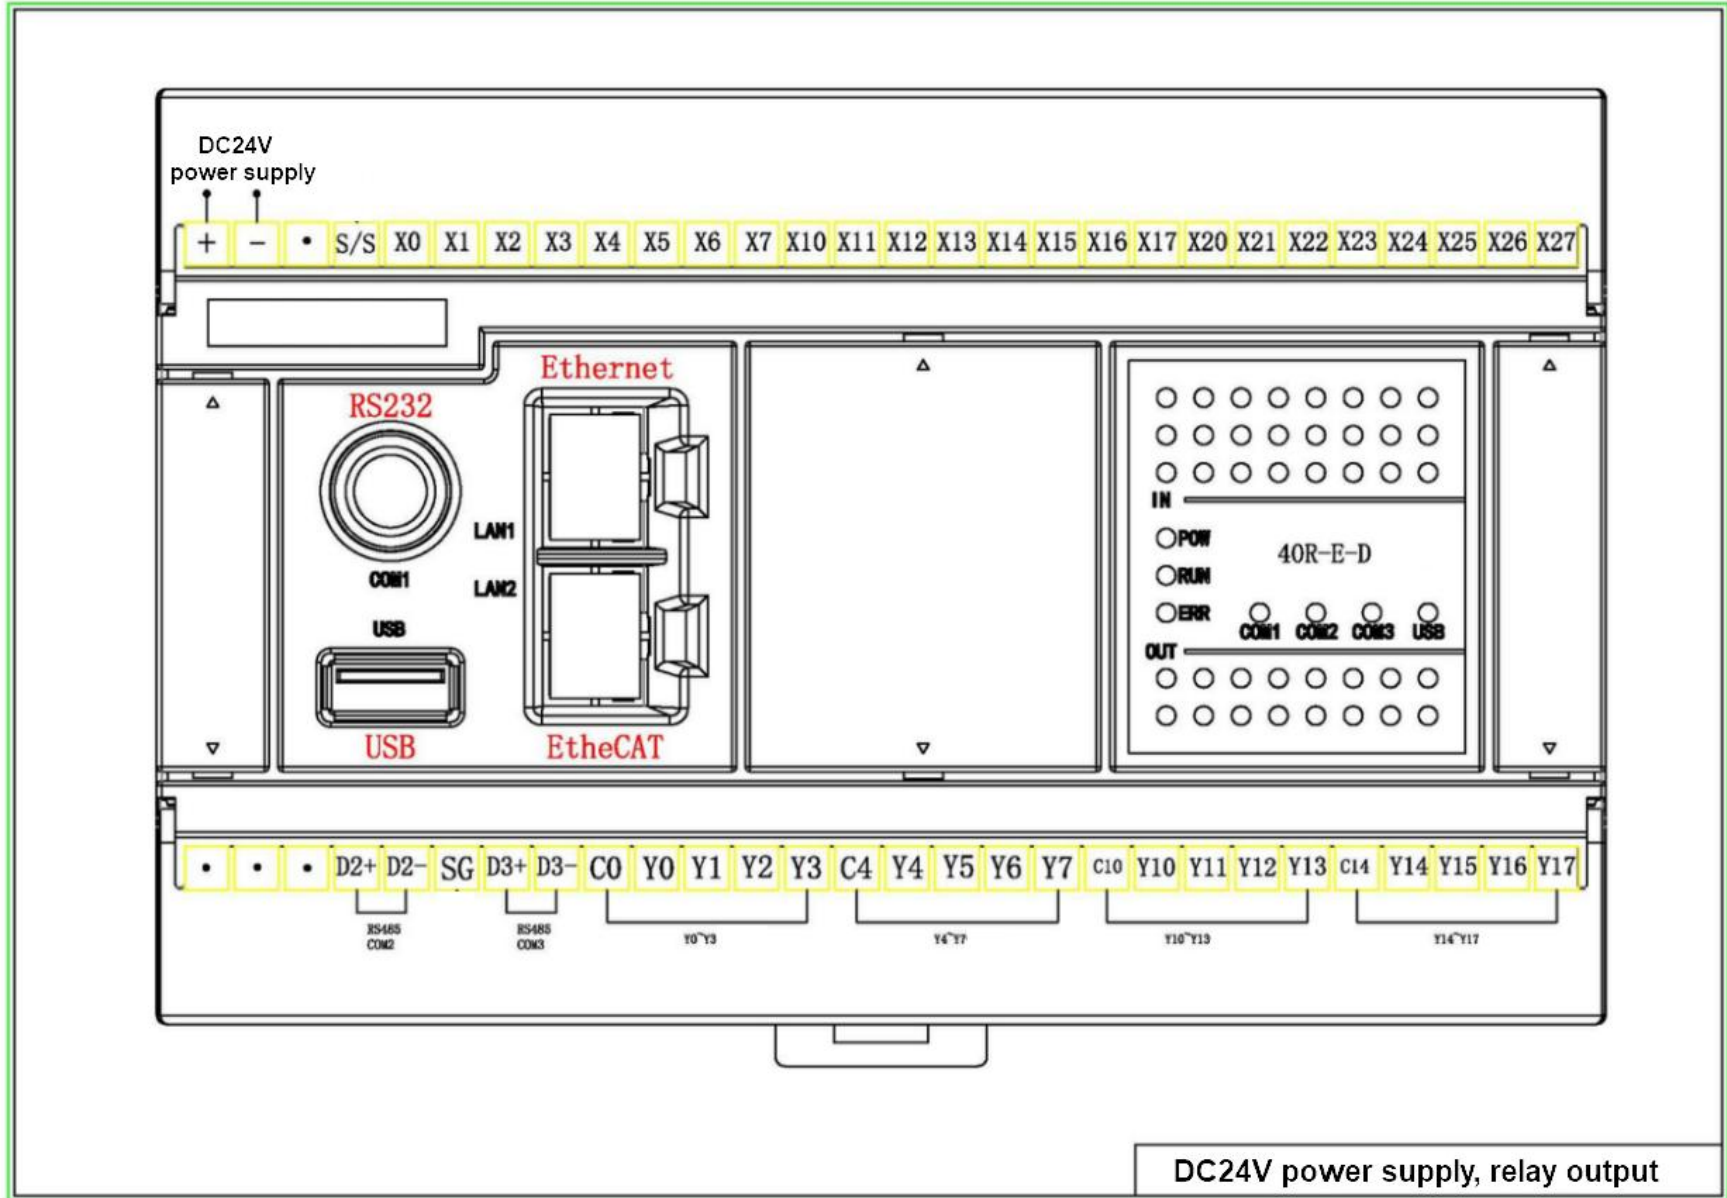 DC24V
power supply
+ - • S/S X0 X1 X2 X3 X4 X5 X6 X7 X10 X11 X12 X13 X14 X15 X16 X17 X20 X21 X22 X23 X24 X25 X26 X27
Ethernet
RS232
LAN1
COM1
LAN2
USB
USB
EtheCAT
IN
POW
40R-E-D
RUN
ERR
COM1 COM2 COM3 USB
OUT
• • • D2+ D2- SG D3+ D3- C0 Y0 Y1 Y2 Y3 C4 Y4 Y5 Y6 Y7 C10 Y10 Y11 Y12 Y13 C14 Y14 Y15 Y16 Y17
RS485
COM2
RS485
COM3
Y0~Y3
Y4~Y7
Y10~Y13
Y14~Y17
DC24V power supply, relay output